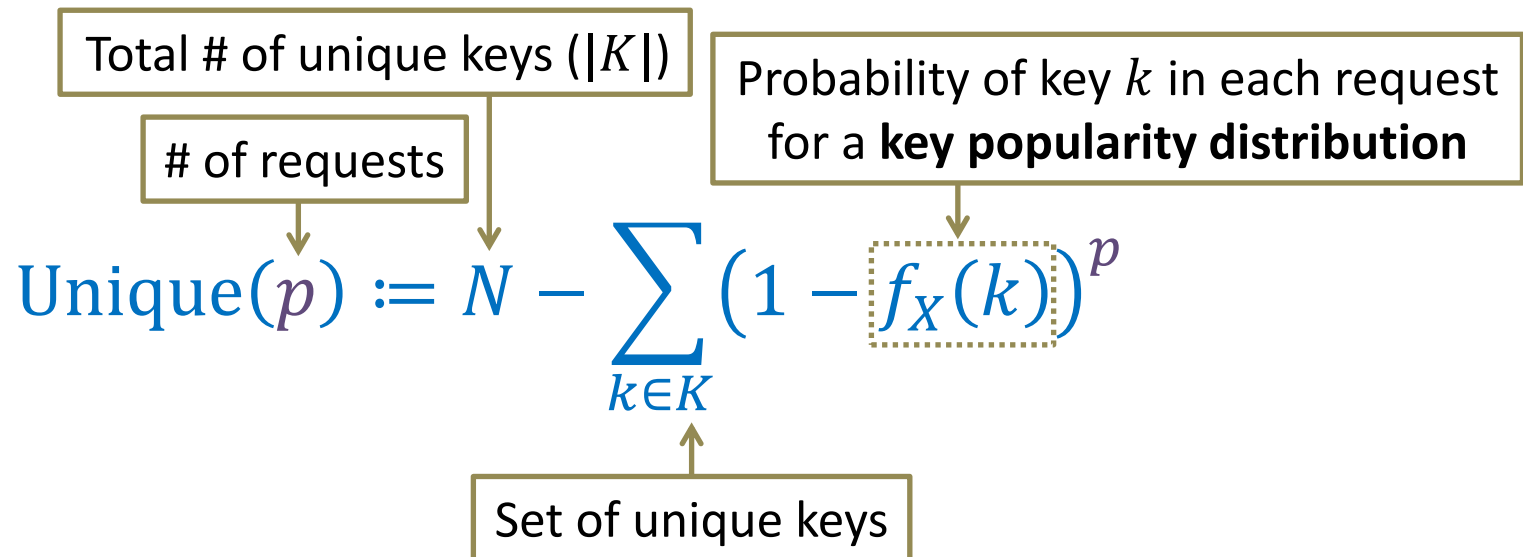 Total # of unique keys (|K|)
# of requests
Probability of key k in each request
for a key popularity distribution
Unique(p) ≔ N − ∑ (1 − f_X(k))^p
k∈K
Set of unique keys